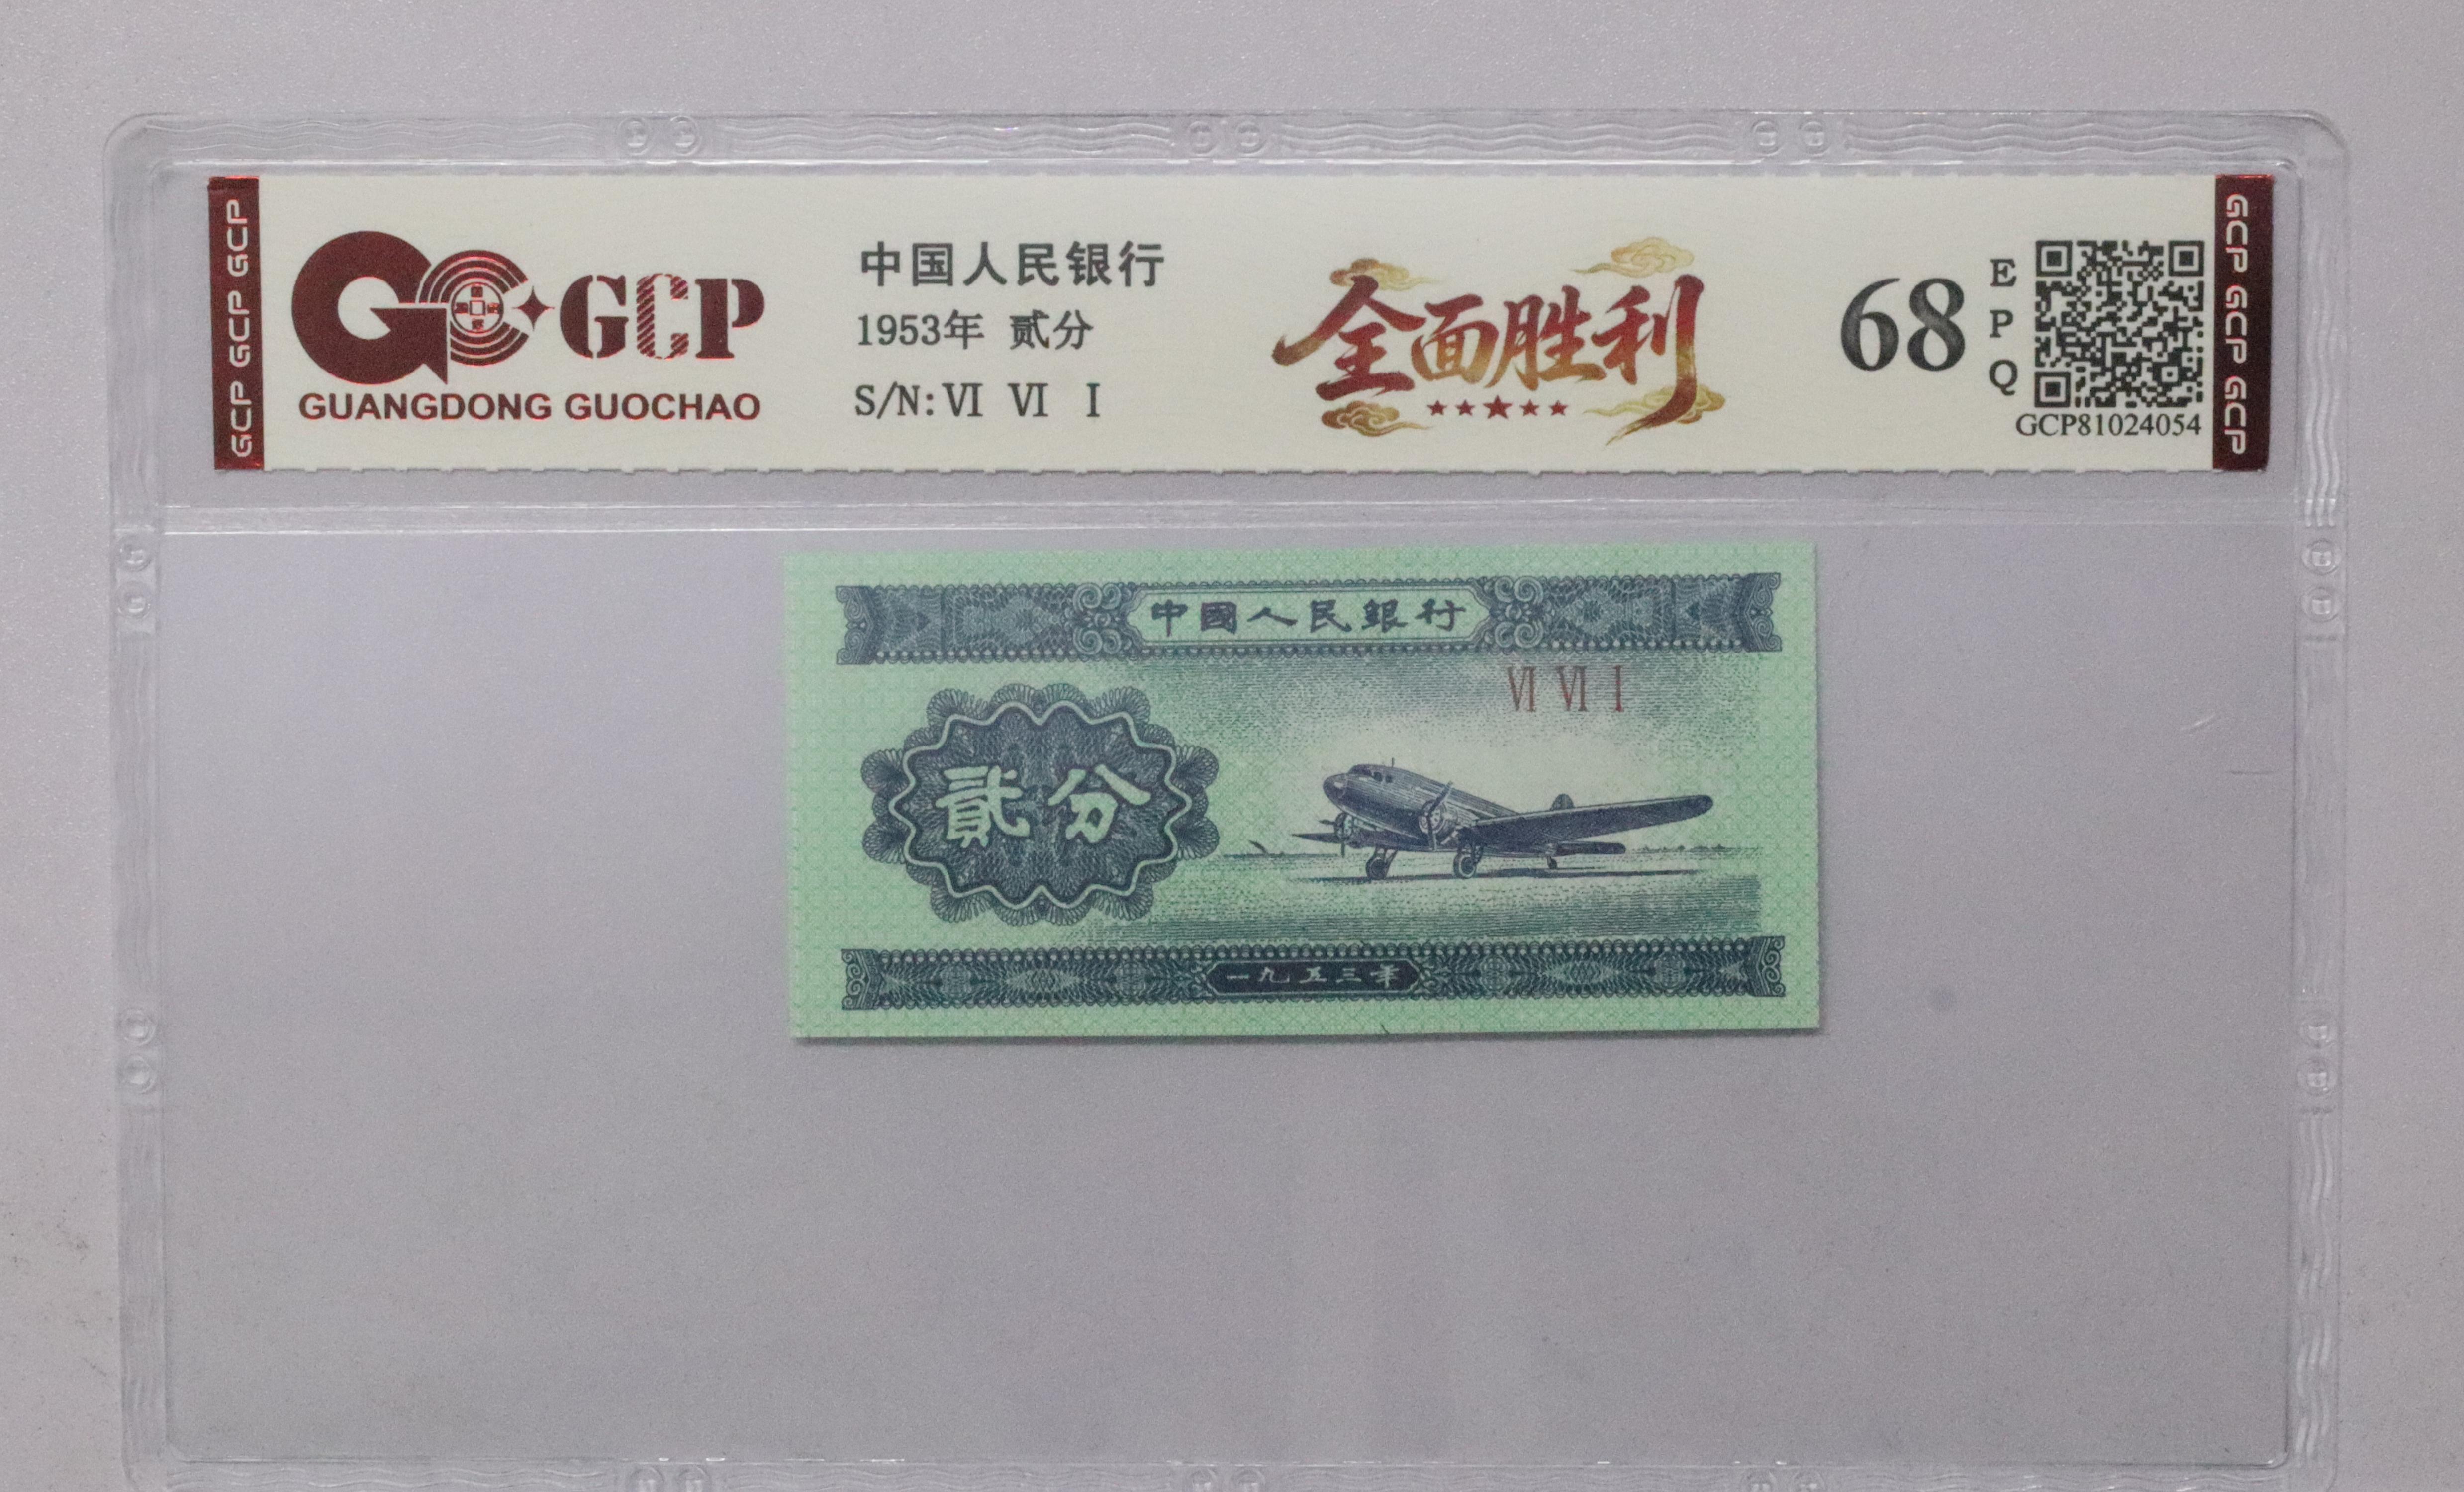 GCP GCP GCP
GCP
GUANGDONG GUOCHAO
中国人民银行
1953年 贰分
S/N: VI VI I
全面胜利
68
E
P
Q
GCP81024054
GCP GCP GCP
中國人民銀行
VI VI I
貳分
一九五三年